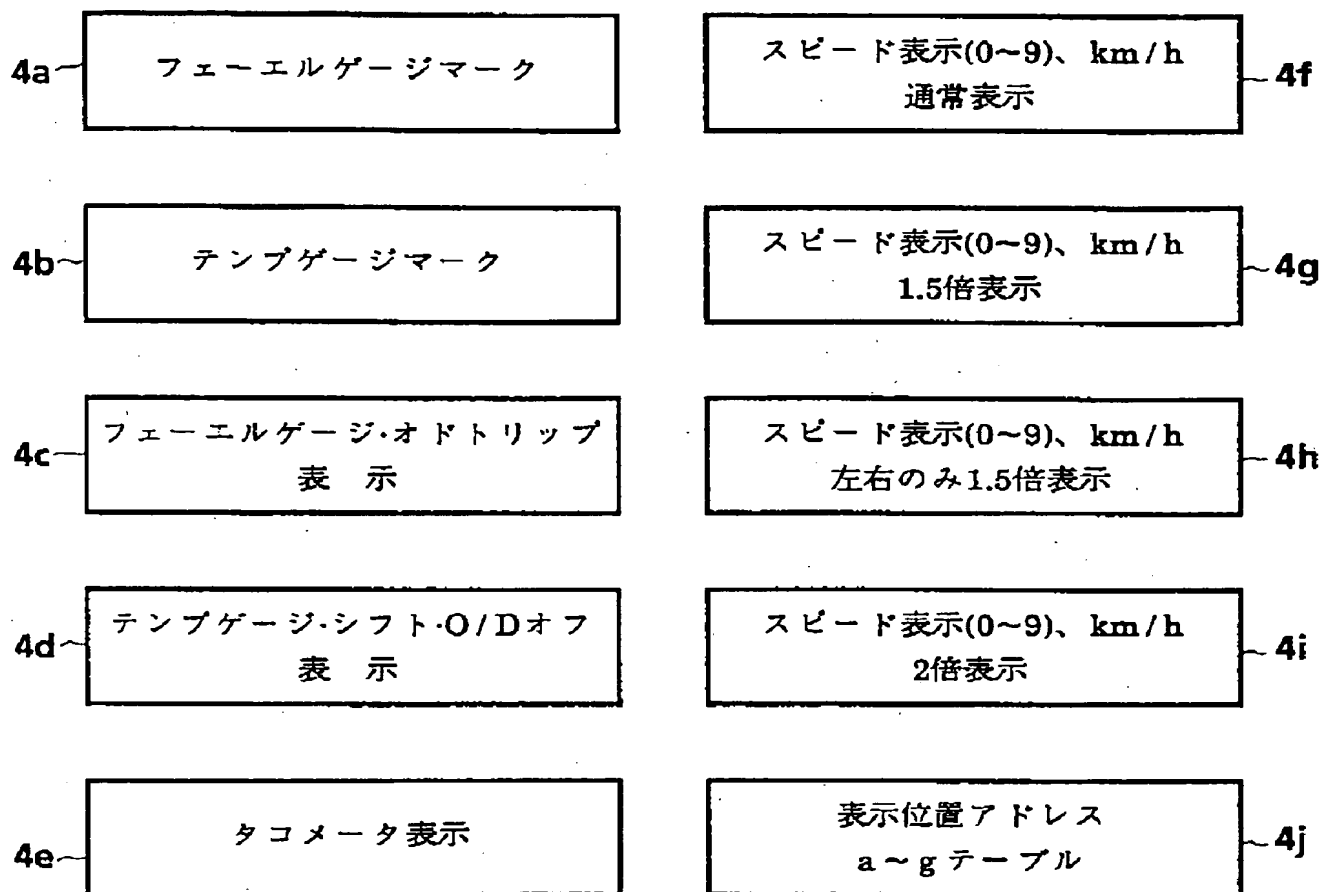 4a
フェーエルゲージマーク
4b
テンプゲージマーク
4c
フェーエルゲージ·オドトリップ
表 示
4d
テンプゲージ·シフト·O/Dオフ
表 示
4e
タコメータ表示
スピード表示(0~9)、km/h
通常表示
4f
スピード表示(0~9)、km/h
1.5倍表示
4g
スピード表示(0~9)、km/h
左右のみ1.5倍表示
4h
スピード表示(0~9)、km/h
2倍表示
4i
表示位置アドレス
a~gテーブル
4j